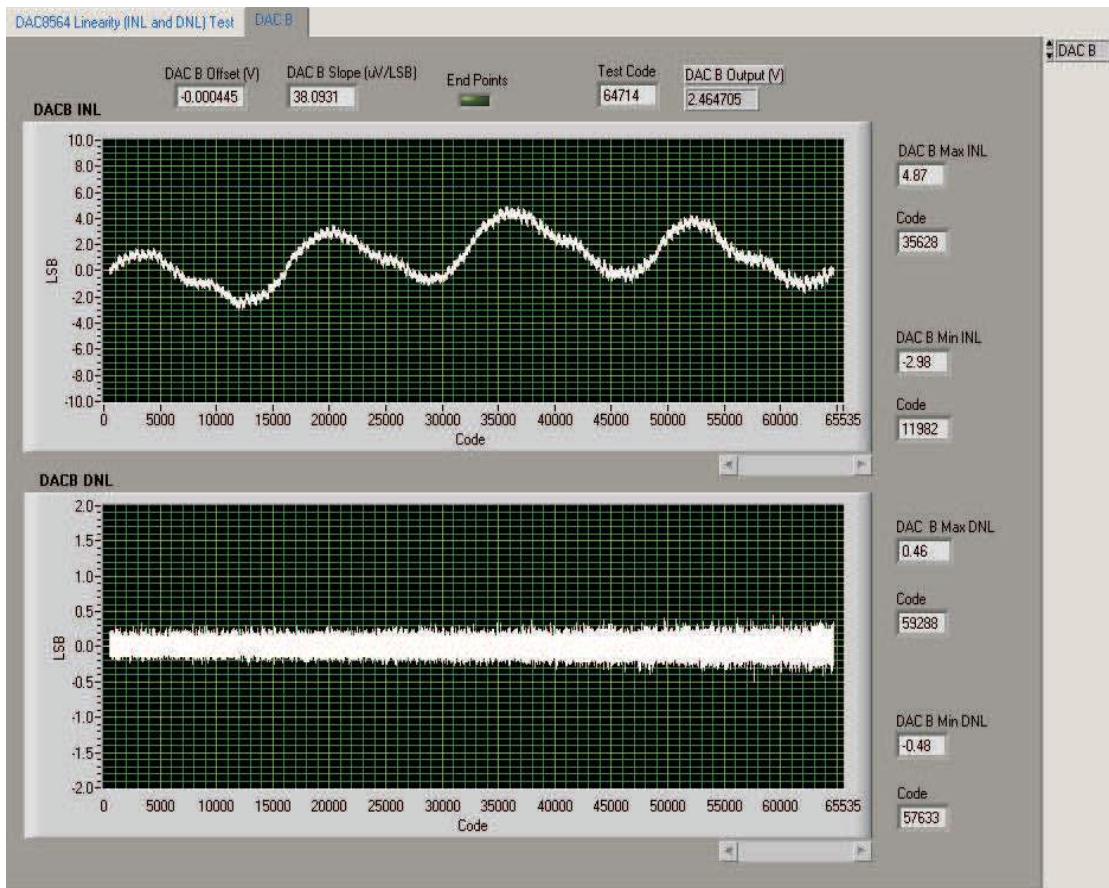 DAC8564 Linearity (INL and DNL) Test
DAC B
DAC B
DAC B Offset (V)
-0.000445
DAC B Slope (uV/LSB)
38.0931
End Points
Test Code
64714
DAC B Output (V)
2.464705
DACB INL
10.0
8.0
6.0
4.0
2.0
0.0
-2.0
-4.0
-6.0
-8.0
-10.0
LSB
0 5000 10000 15000 20000 25000 30000 35000 40000 45000 50000 55000 60000 65535
Code
DAC B Max INL
4.87
Code
35628
DAC B Min INL
-2.98
Code
11982
DACB DNL
2.0
1.5
1.0
0.5
0.0
-0.5
-1.0
-1.5
-2.0
LSB
0 5000 10000 15000 20000 25000 30000 35000 40000 45000 50000 55000 60000 65535
Code
DAC B Max DNL
0.46
Code
59288
DAC B Min DNL
-0.48
Code
57633